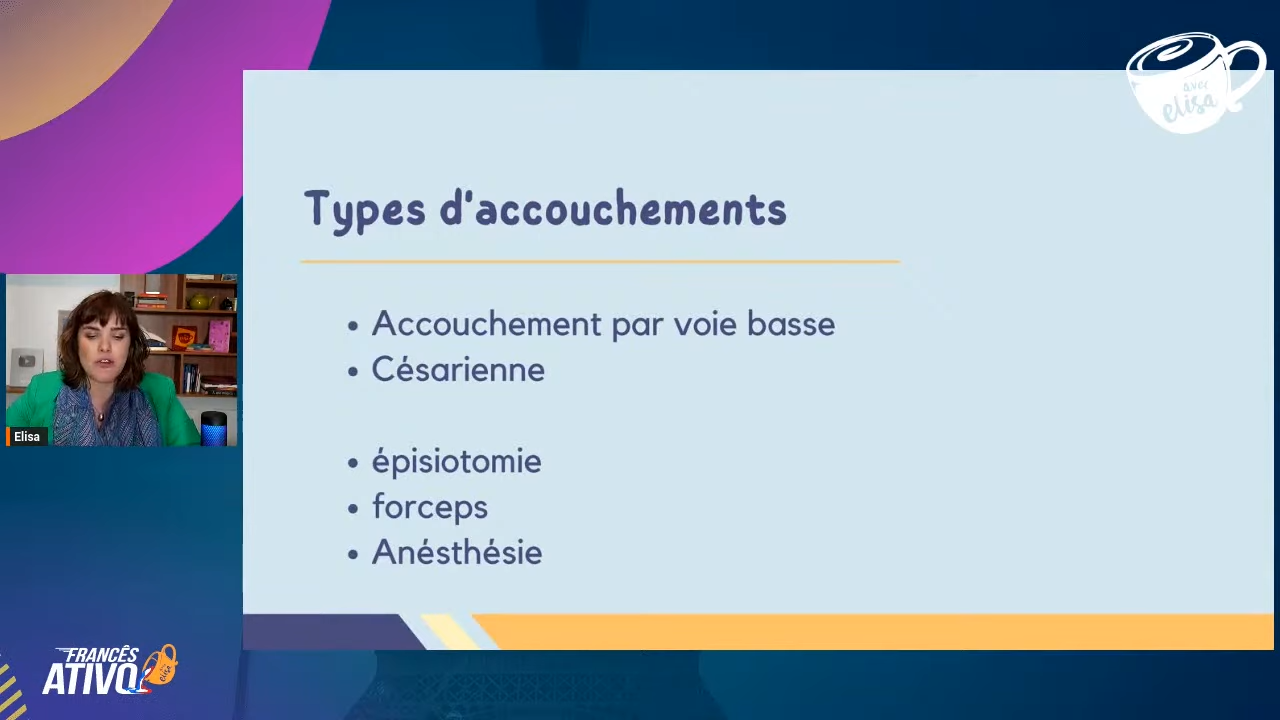 avec
elisa
Types d'accouchements
• Accouchement par voie basse
• Césarienne
• épisiotomie
• forceps
• Anésthésie
Elisa
FRANCÊS
ATIVO